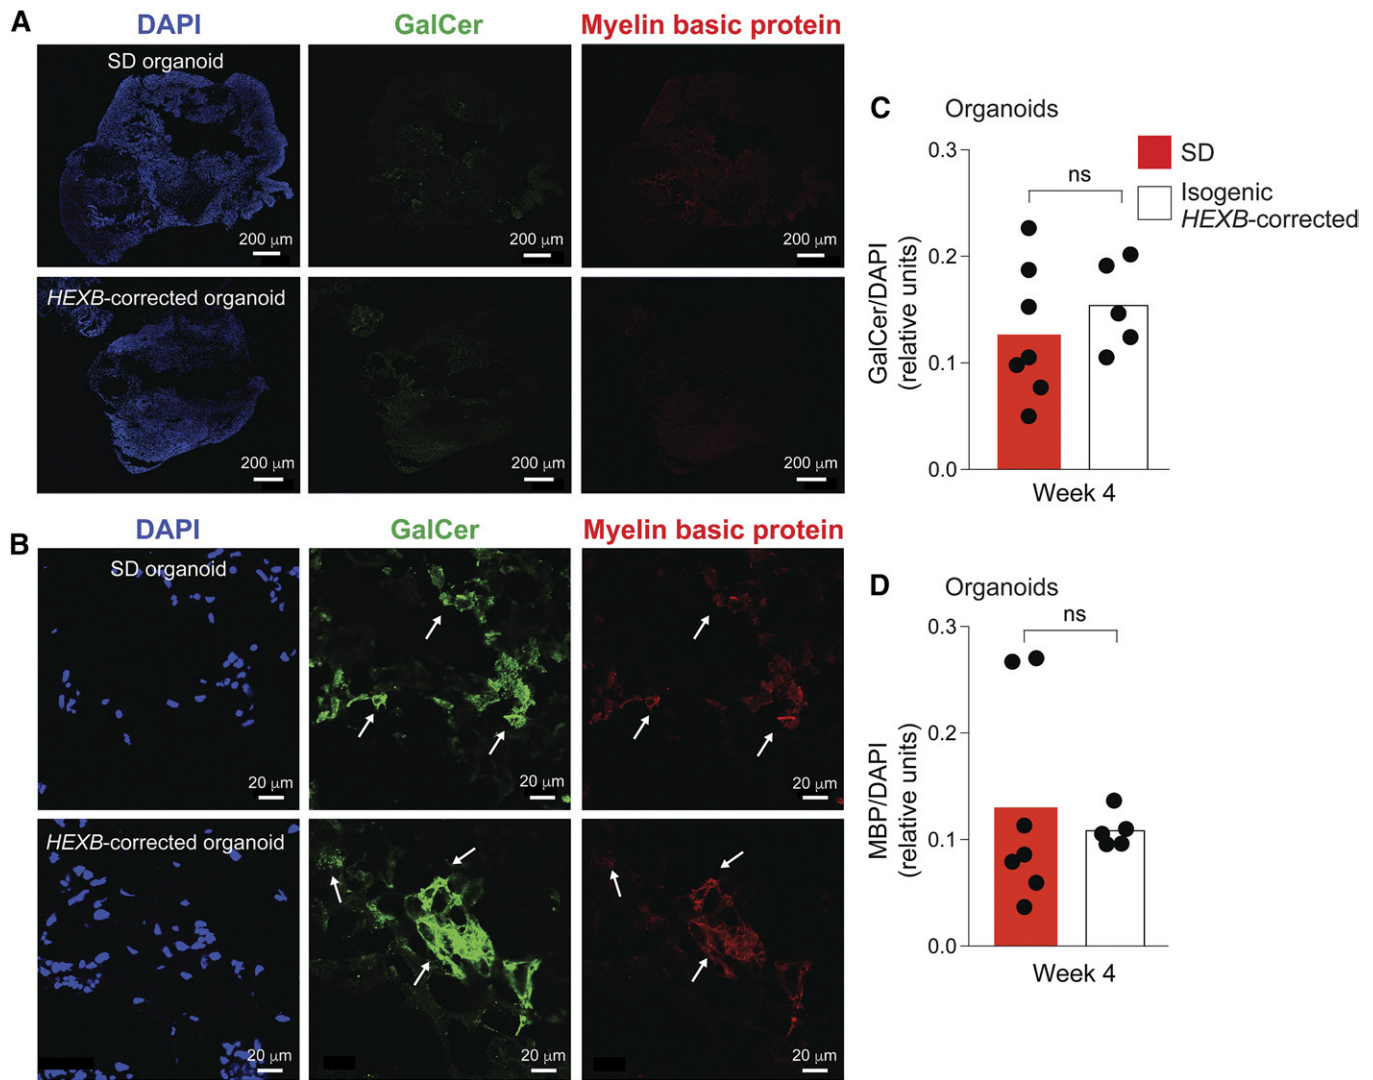 A
DAPI
GalCer
Myelin basic protein
SD organoid
200 μm
200 μm
200 μm
HEXB-corrected organoid
200 μm
200 μm
200 μm
B
DAPI
GalCer
Myelin basic protein
SD organoid
20 μm
20 μm
20 μm
HEXB-corrected organoid
20 μm
20 μm
20 μm
C
Organoids
SD
Isogenic
HEXB-corrected
ns
GalCer/DAPI
(relative units)
0.3
0.2
0.1
0.0
Week 4
D
Organoids
ns
MBP/DAPI
(relative units)
0.3
0.2
0.1
0.0
Week 4